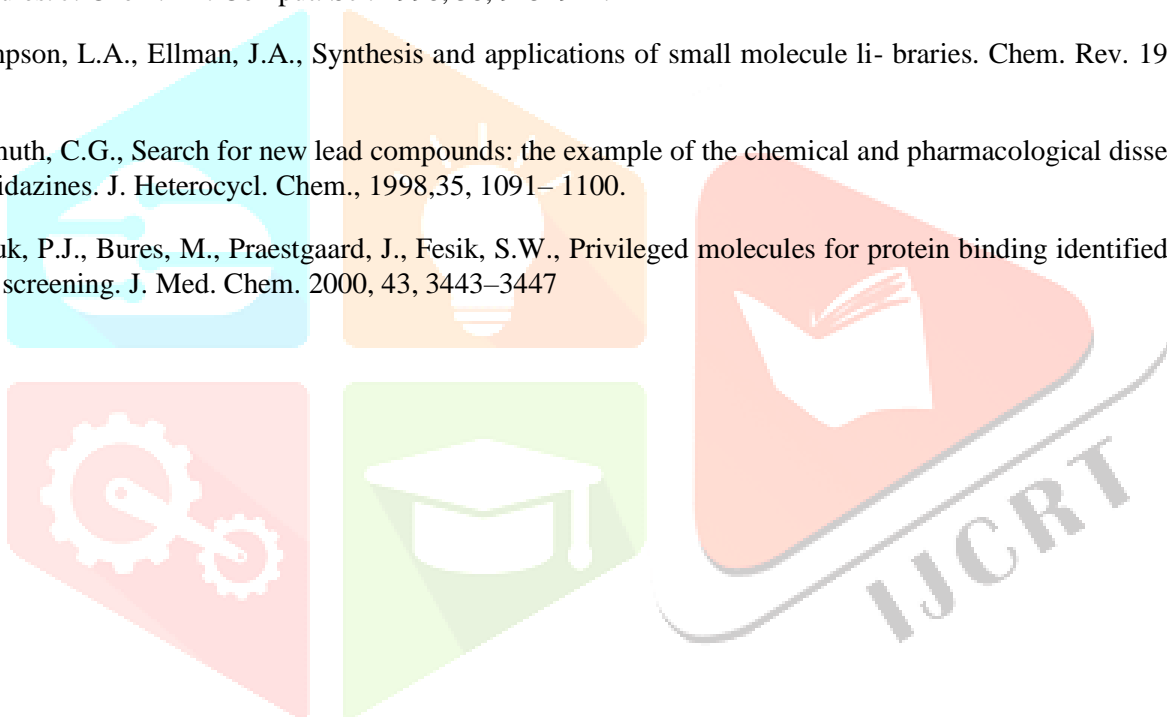 mpson, L.A., Ellman, J.A., Synthesis and applications of small molecule li- braries. Chem. Rev. 19
nuth, C.G., Search for new lead compounds: the example of the chemical and pharmacological disse
idazines. J. Heterocycl. Chem., 1998,35, 1091– 1100.
uk, P.J., Bures, M., Praestgaard, J., Fesik, S.W., Privileged molecules for protein binding identified
screening. J. Med. Chem. 2000, 43, 3443–3447
IJCRT